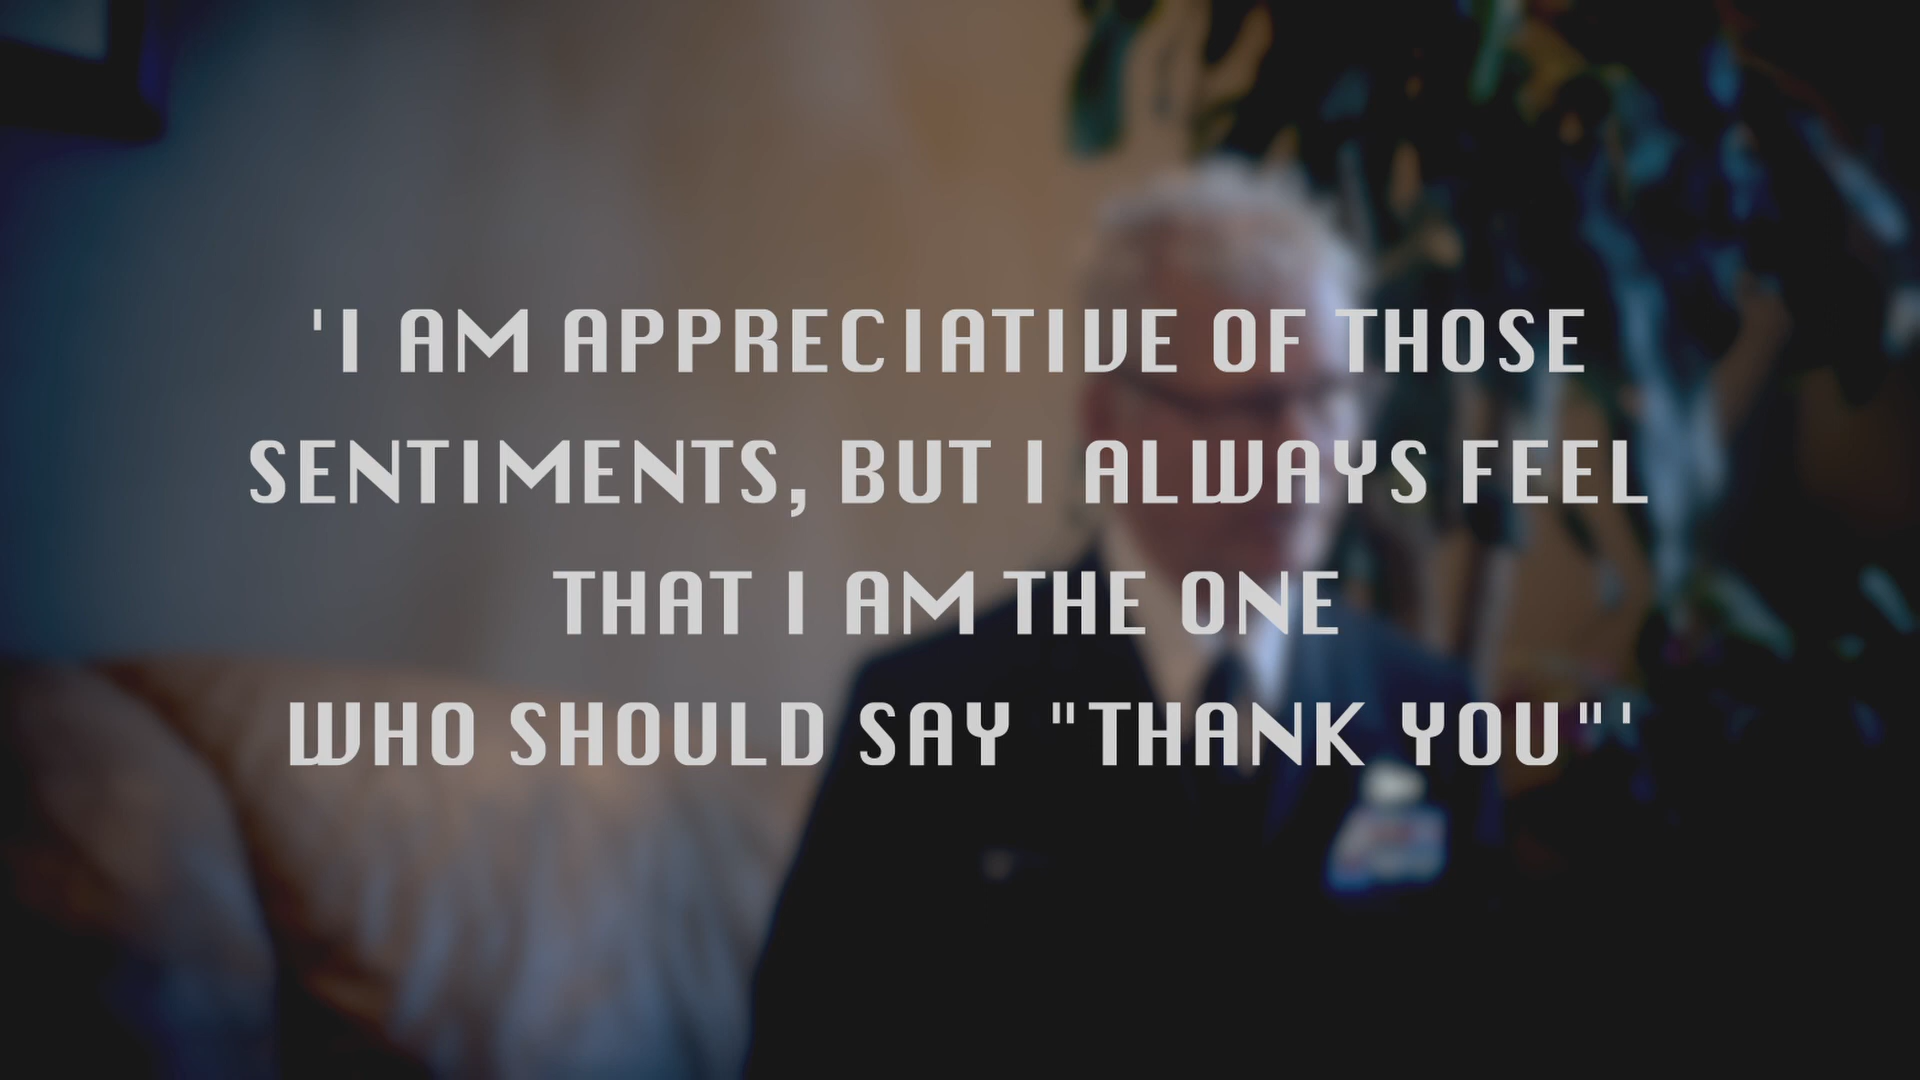 'I AM APPRECIATIVE OF THOSE
SENTIMENTS, BUT I ALWAYS FEEL
THAT I AM THE ONE
WHO SHOULD SAY "THANK YOU"'